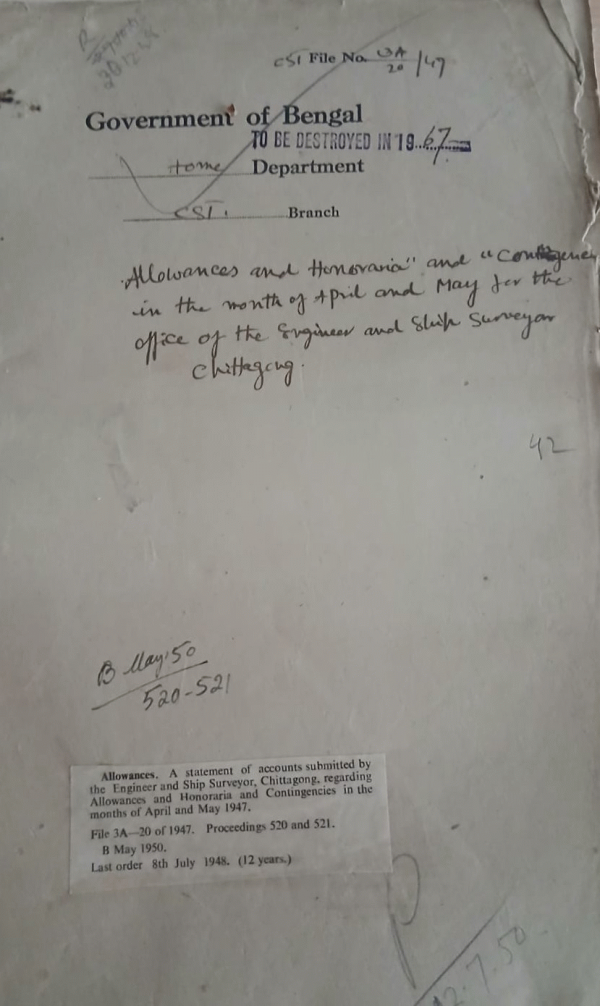 CSI File No. 3A/20/47
Government of Bengal
TO BE DESTROYED IN 1967
Home Department
CSI. Branch
Allowances and Honoraria" and "Contingency
in the month of April and May for the
office of the Engineer and Ship Surveyor
Chittagong.
42
B May'50
520-521
Allowances. A statement of accounts submitted by
the Engineer and Ship Surveyor, Chittagong, regarding
Allowances and Honoraria and Contingencies in the
months of April and May 1947.
File 3A—20 of 1947. Proceedings 520 and 521.
B May 1950.
Last order 8th July 1948. (12 years.)
P
12.7.50